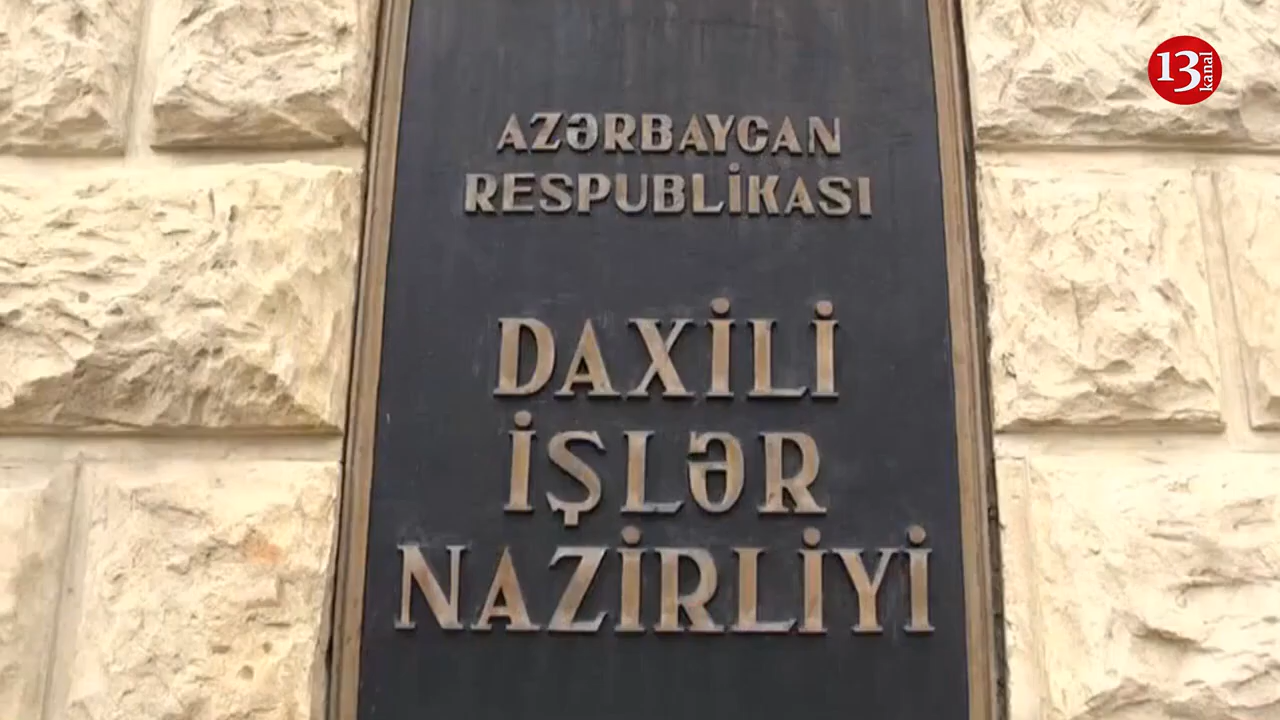 13 kanal
AZƏRBAYCAN
RESPUBLİKASI
DAXİLİ
İŞLƏR
NAZİRLİYİ